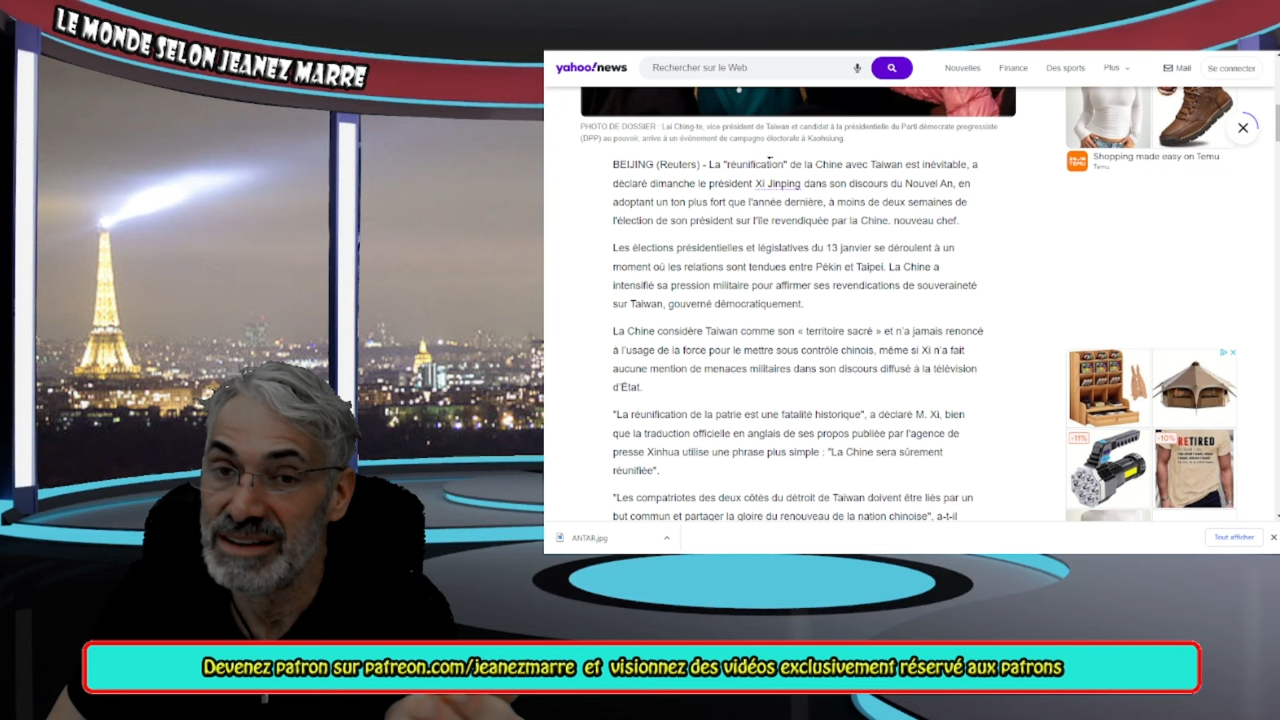 LE MONDE SELON JEANEZ MARRE
yahoo!news
Rechercher sur le Web
Nouvelles
Finance
Des sports
Plus
Mail
Se connecter
PHOTO DE DOSSIER : Lai Ching-te, vice-président de Taiwan et candidat à la présidentielle du Parti démocrate progressiste
(DPP) au pouvoir, arrive à un événement de campagne électorale à Kaohsiung.
BEIJING (Reuters) - La "réunification" de la Chine avec Taiwan est inévitable, a
déclaré dimanche le président Xi Jinping dans son discours du Nouvel An, en
adoptant un ton plus fort que l'année dernière, à moins de deux semaines de
l'élection de son président sur l'île revendiquée par la Chine. nouveau chef.
Les élections présidentielles et législatives du 13 janvier se déroulent à un
moment où les relations sont tendues entre Pékin et Taipei. La Chine a
intensifié sa pression militaire pour affirmer ses revendications de souveraineté
sur Taiwan, gouverné démocratiquement.
La Chine considère Taiwan comme son « territoire sacré » et n'a jamais renoncé
à l'usage de la force pour le mettre sous contrôle chinois, même si Xi n'a fait
aucune mention de menaces militaires dans son discours diffusé à la télévision
d'État.
"La réunification de la patrie est une fatalité historique", a déclaré M. Xi, bien
que la traduction officielle en anglais de ses propos publiée par l'agence de
presse Xinhua utilise une phrase plus simple : "La Chine sera sûrement
réunifiée".
"Les compatriotes des deux côtés du détroit de Taiwan doivent être liés par un
but commun et partager la gloire du renouveau de la nation chinoise", a-t-il
Shopping made easy on Temu
Temu
-11%
-10%
RETIRED
ANTAR.jpg
Tout afficher
Devenez patron sur patreon.com/jeanezmarre et visionnez des vidéos exclusivement réservé aux patrons